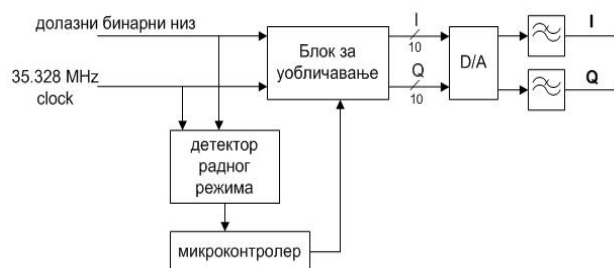 долазни бинарни низ
35.328 MHz
clock
Блок за
уобличавање
I
10
Q
10
D/A
I
Q
детектор
радног
режима
микроконтролер